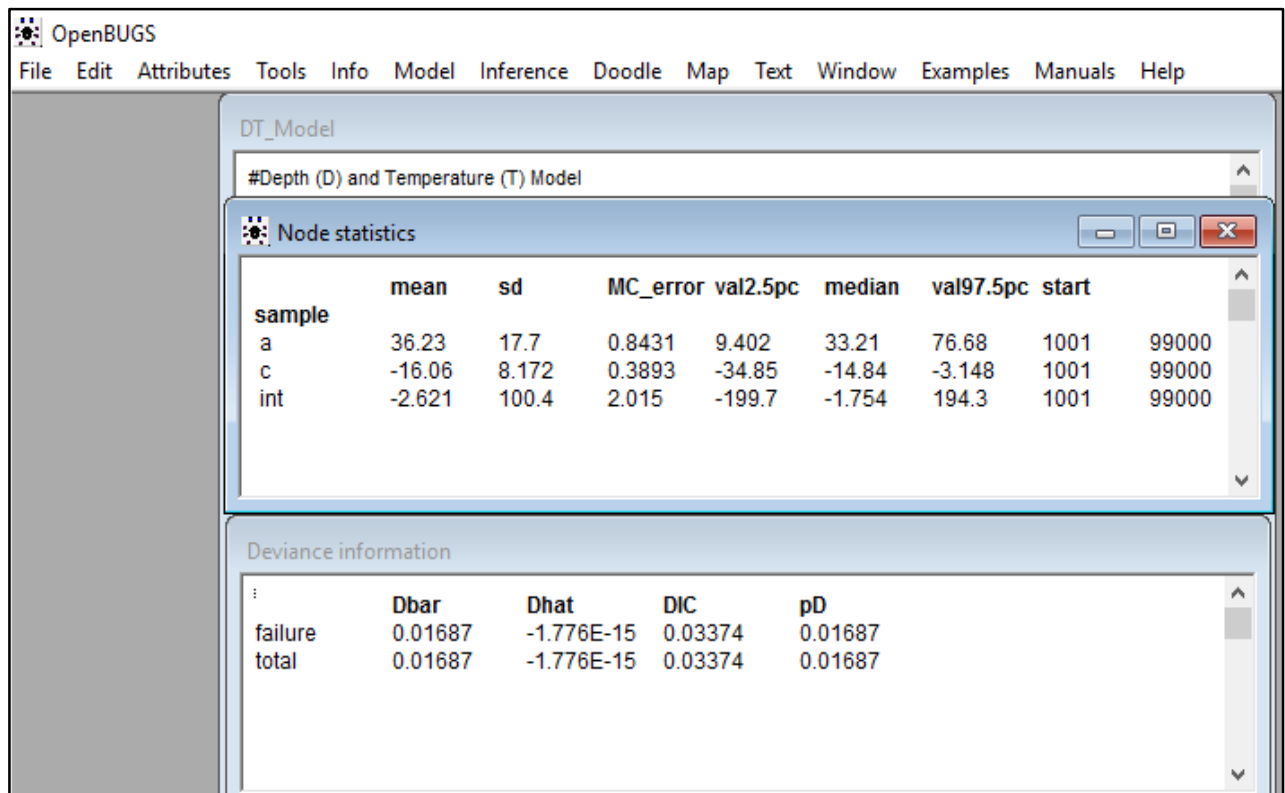 OpenBUGS
File Edit Attributes Tools Info Model Inference Doodle Map Text Window Examples Manuals Help
DT_Model
#Depth (D) and Temperature (T) Model
Node statistics
mean sd MC_error val2.5pc median val97.5pc start
sample
a 36.23 17.7 0.8431 9.402 33.21 76.68 1001 99000
c -16.06 8.172 0.3893 -34.85 -14.84 -3.148 1001 99000
int -2.621 100.4 2.015 -199.7 -1.754 194.3 1001 99000
Deviance information
Dbar Dhat DIC pD
failure 0.01687 -1.776E-15 0.03374 0.01687
total 0.01687 -1.776E-15 0.03374 0.01687